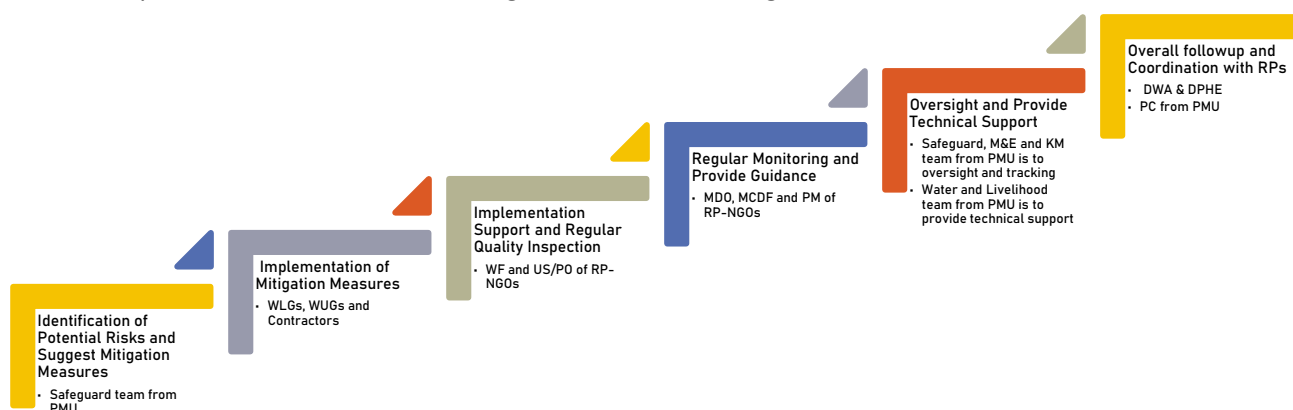 Identification of
Potential Risks and
Suggest Mitigation
Measures
• Safeguard team from
PMU
Implementation of
Mitigation Measures
• WLGs, WUGs and
Contractors
Implementation
Support and Regular
Quality Inspection
• WF and US/PO of RP-
NGOs
Regular Monitoring and
Provide Guidance
• MDO, MCDF and PM of
RP-NGOs
Oversight and Provide
Technical Support
• Safeguard, M&E and KM
team from PMU is to
oversight and tracking
• Water and Livelihood
team from PMU is to
provide technical support
Overall followup and
Coordination with RPs
• DWA & DPHE
• PC from PMU